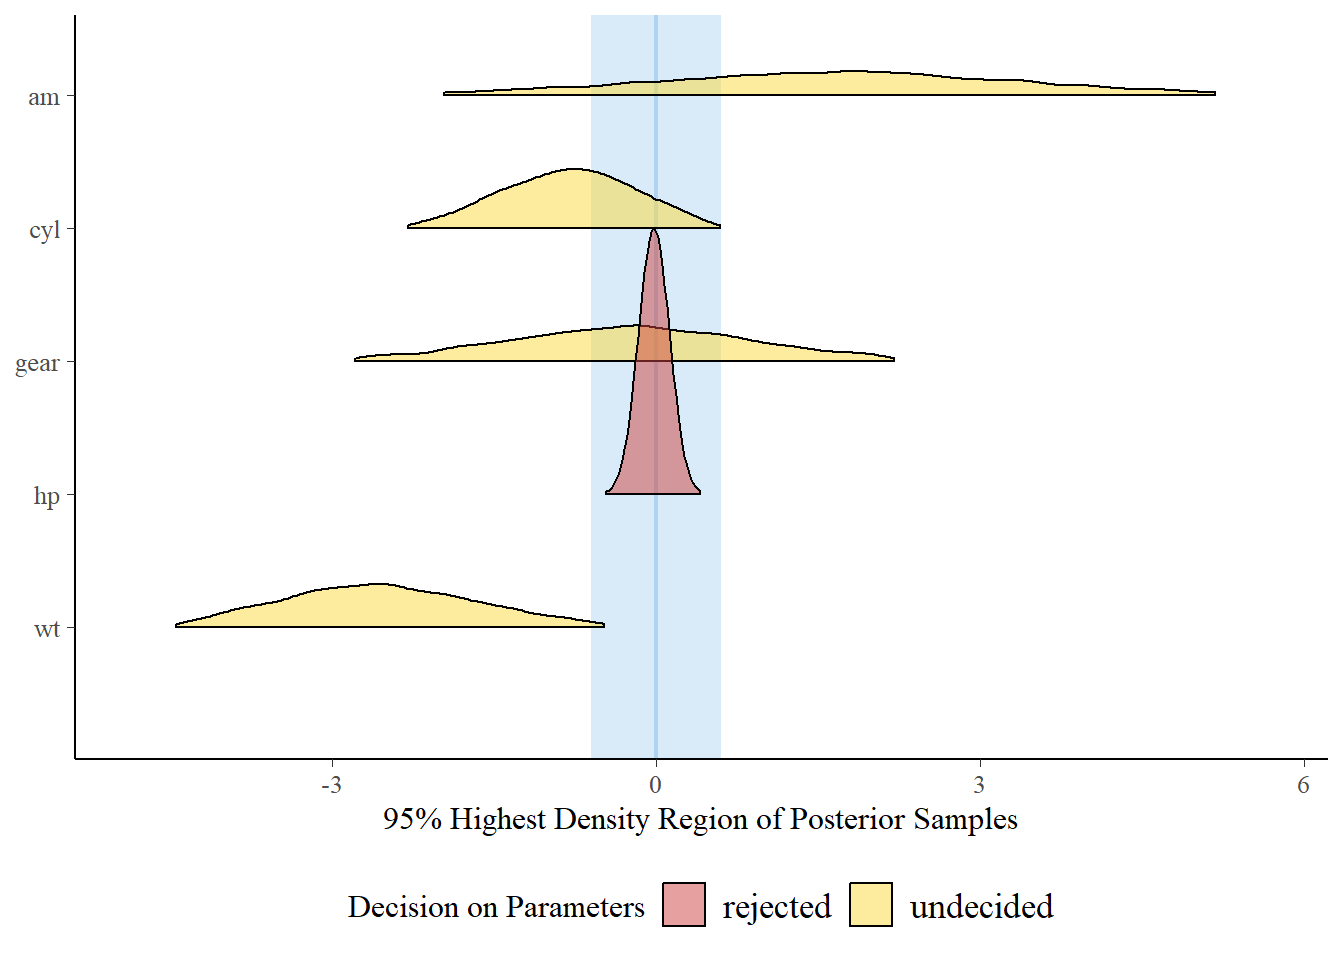 am
cyl
gear
hp
wt
-3 0 3 6
95% Highest Density Region of Posterior Samples
Decision on Parameters rejected undecided